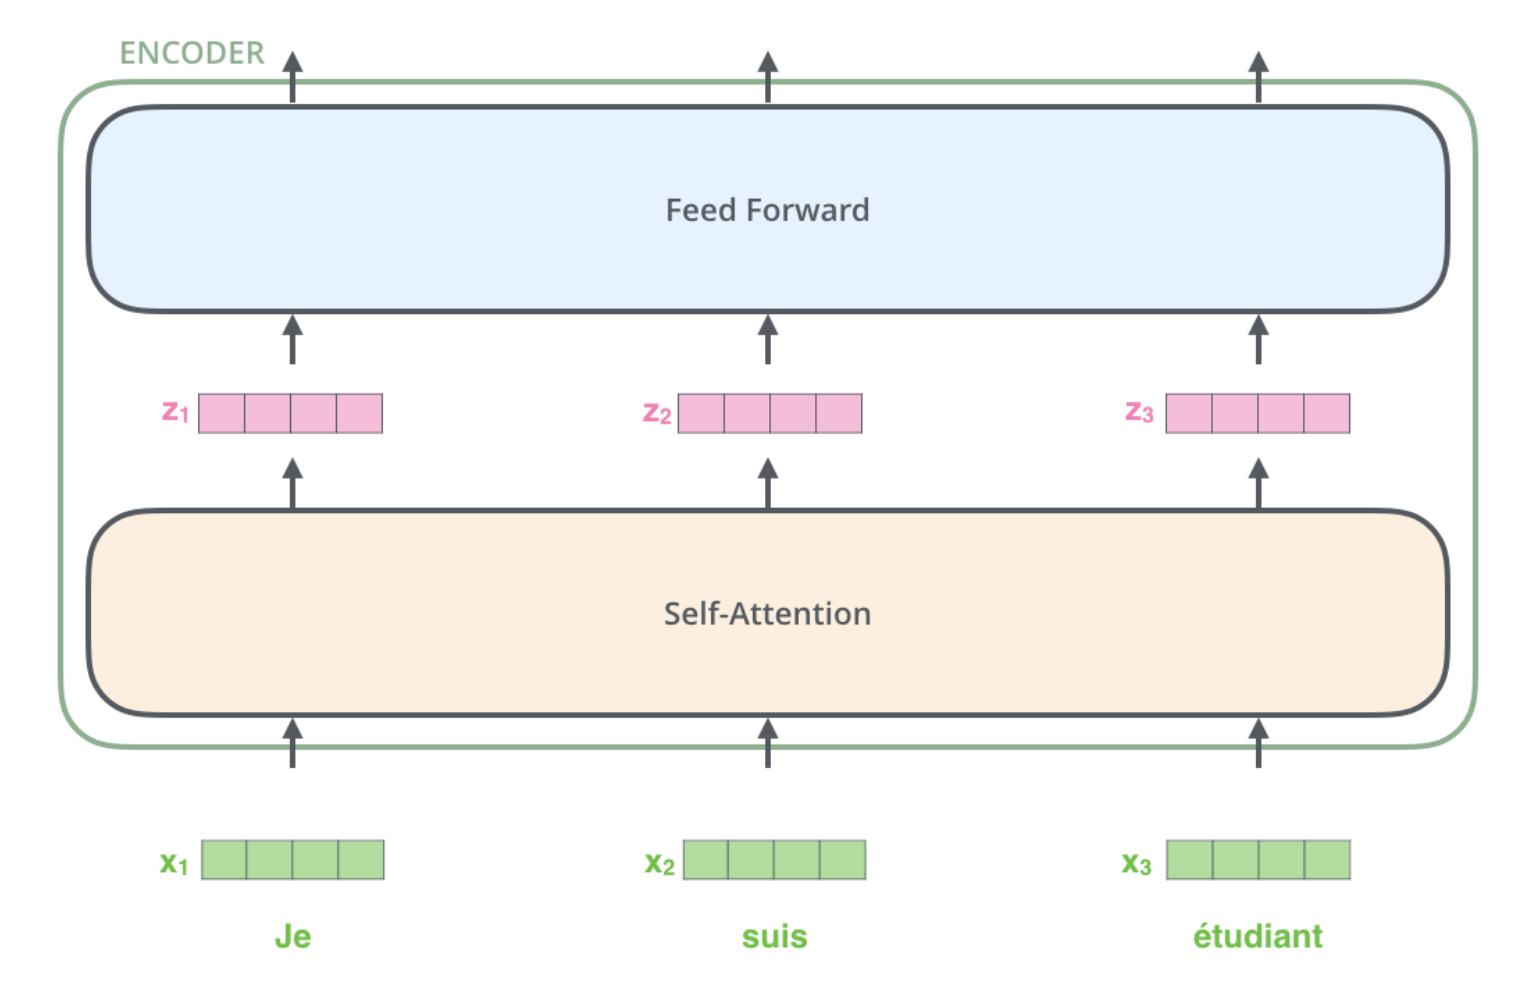 ENCODER
Feed Forward
z₁ z₂ z₃
Self-Attention
x₁ x₂ x₃
Je suis étudiant